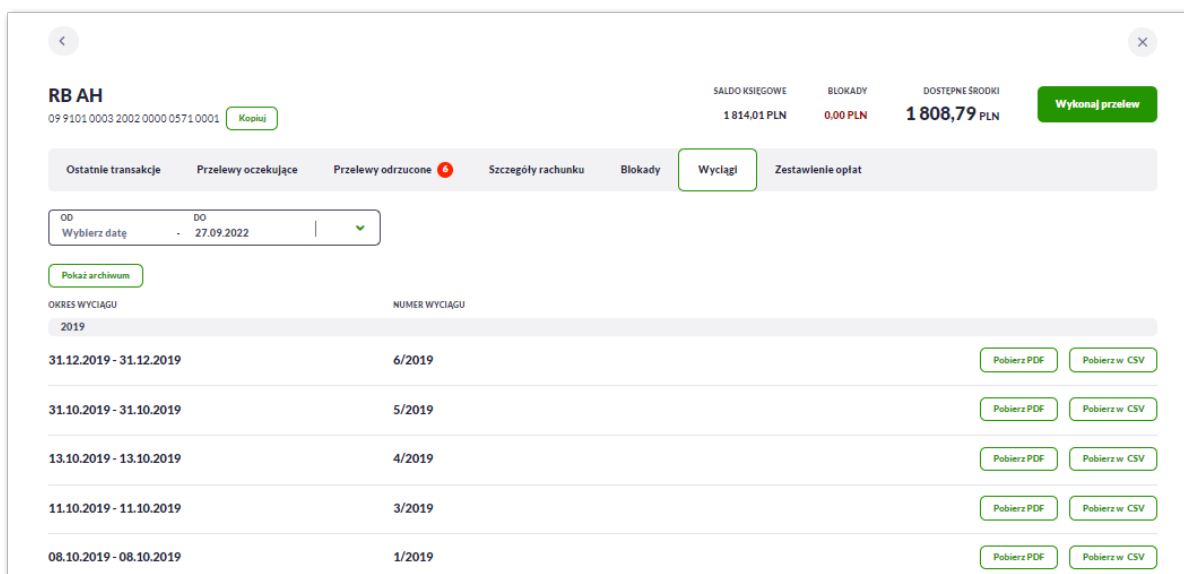 RB AH
09 9101 0003 2002 0000 0571 0001 Kopiuj
SALDO KSIĘGOWE BLOKADY DOSTĘPNE ŚRODKI
1 814,01 PLN 0,00 PLN 1 808,79 PLN
Wykonaj przelew
Ostatnie transakcje Przelewy oczekujące Przelewy odrzucone 6 Szczegóły rachunku Blokady Wyciągi Zestawienie opłat
OD DO
Wybierz datę - 27.09.2022
Pokaż archiwum
OKRES WYCIĄGU NUMER WYCIĄGU
2019
31.12.2019 - 31.12.2019 6/2019 Pobierz PDF Pobierz w CSV
31.10.2019 - 31.10.2019 5/2019 Pobierz PDF Pobierz w CSV
13.10.2019 - 13.10.2019 4/2019 Pobierz PDF Pobierz w CSV
11.10.2019 - 11.10.2019 3/2019 Pobierz PDF Pobierz w CSV
08.10.2019 - 08.10.2019 1/2019 Pobierz PDF Pobierz w CSV